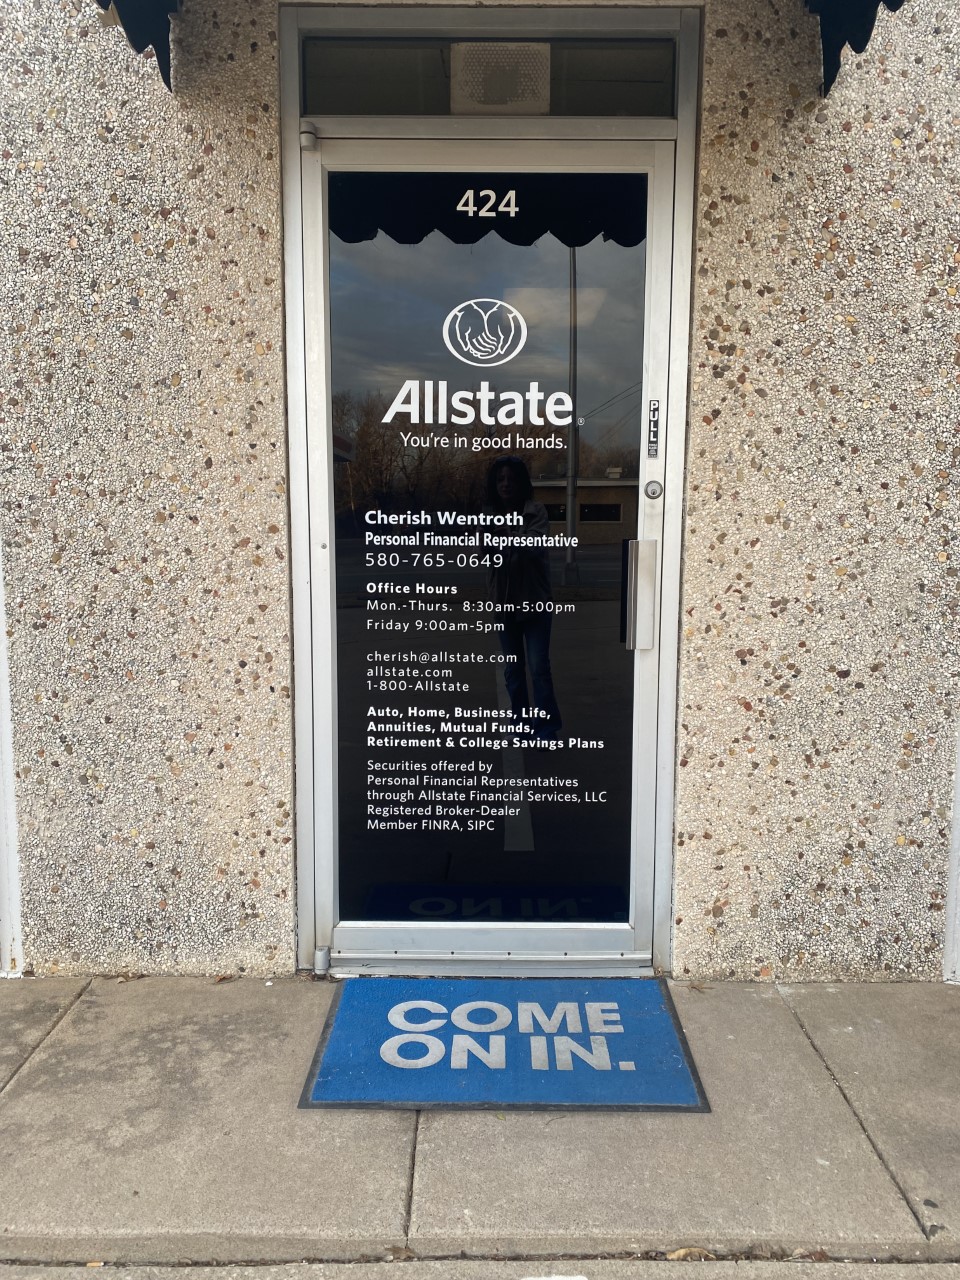 424
Allstate®
You're in good hands.
PULL
Cherish Wentroth
Personal Financial Representative
580-765-0649
Office Hours
Mon.-Thurs. 8:30am-5:00pm
Friday 9:00am-5pm
cherish@allstate.com
allstate.com
1-800-Allstate
Auto, Home, Business, Life,
Annuities, Mutual Funds,
Retirement & College Savings Plans
Securities offered by
Personal Financial Representatives
through Allstate Financial Services, LLC
Registered Broker-Dealer
Member FINRA, SIPC
COME
ON IN.